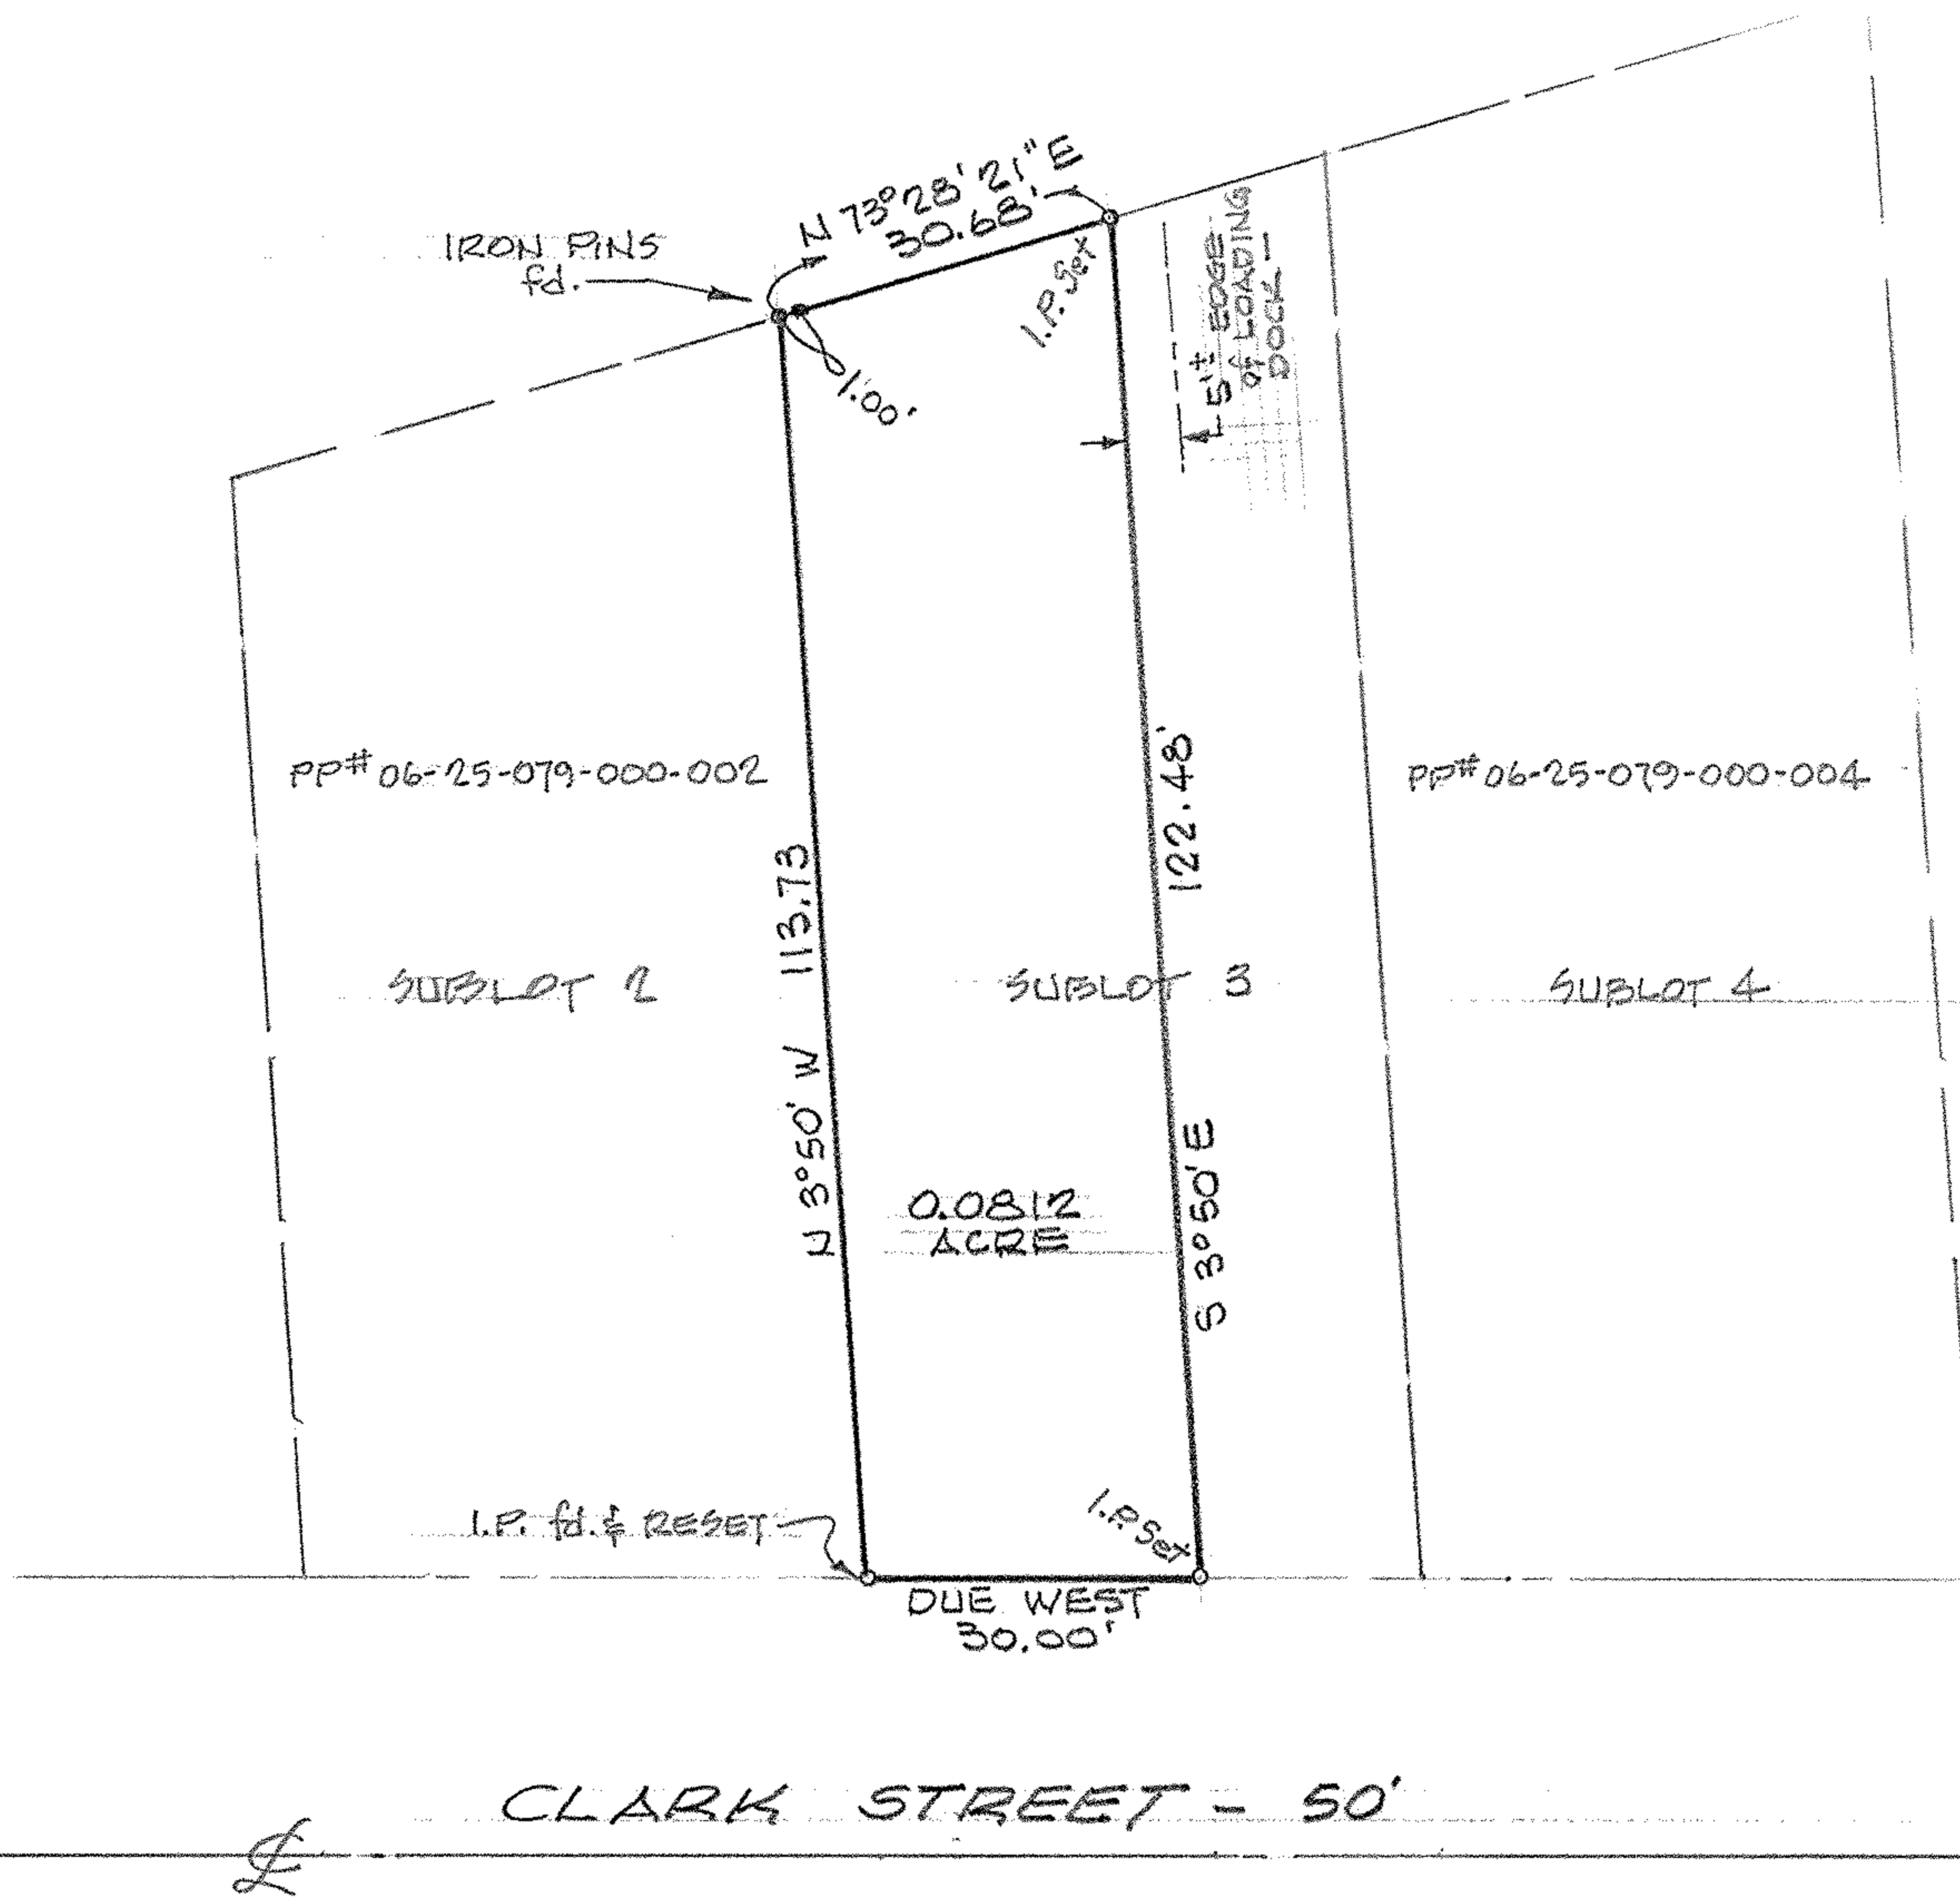 N 73°28'21" E
30.68'
IRON PINS
fd.
I.P. Set
5'± EDGE
of LOADING
DOCK
1.00'
PP# 06-25-079-000-002
PP# 06-25-079-000-004
113.73
122.48'
SUBLOT 2
SUBLOT 3
SUBLOT 4
N 3°50' W
S 3°50' E
0.0812
ACRE
I.P. fd. & RESET
I.P. Set
DUE WEST
30.00'
CLARK STREET - 50'
℄